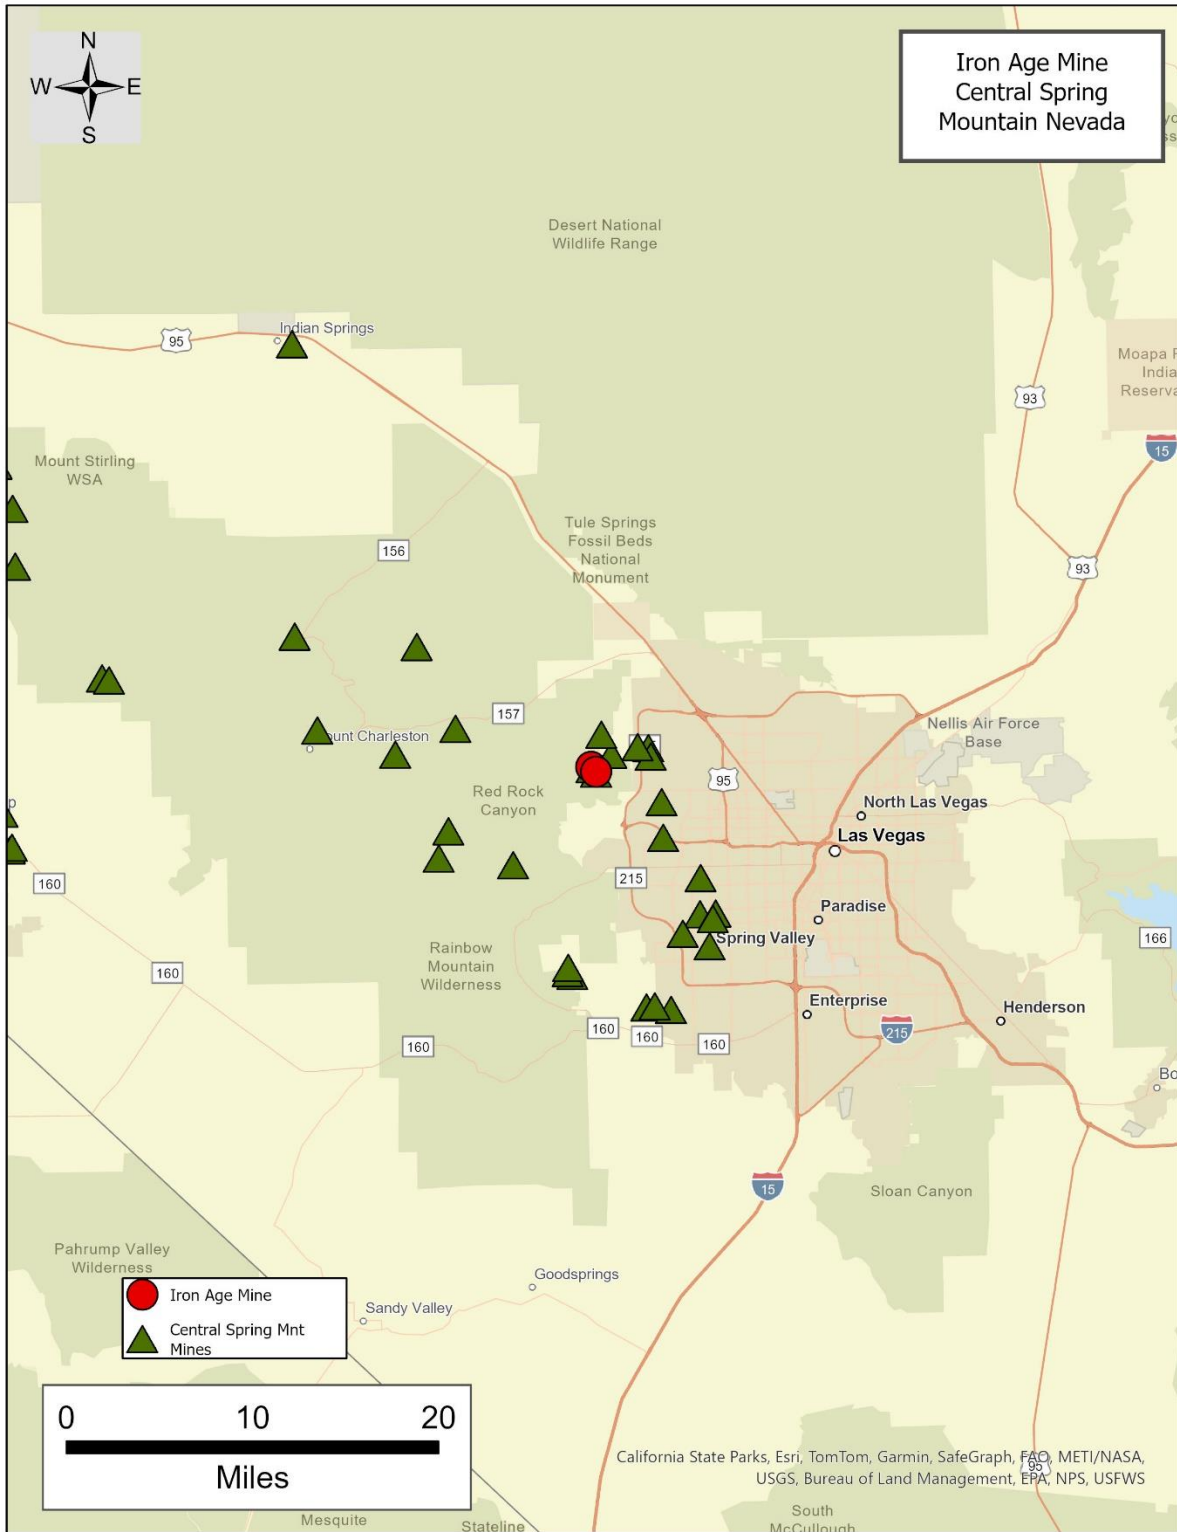 N
W E
S
Iron Age Mine
Central Spring
Mountain Nevada
Desert National
Wildlife Range
Indian Springs
95
93
Moapa
India
Reserva
15
Mount Stirling
WSA
Tule Springs
Fossil Beds
National
Monument
156
93
157
Nellis Air Force
Base
ount Charleston
Red Rock
Canyon
95
North Las Vegas
Las Vegas
160
215
Paradise
Spring Valley
166
Rainbow
Mountain
Wilderness
160
Enterprise
Henderson
160
160
160
160
215
Bo
15
Sloan Canyon
Pahrump Valley
Wilderness
Goodsprings
Sandy Valley
Iron Age Mine
Central Spring Mnt
Mines
0 10 20
Miles
California State Parks, Esri, TomTom, Garmin, SafeGraph, FAO, METI/NASA,
USGS, Bureau of Land Management, EPA, NPS, USFWS
95
South
McCullough
Mesquite
Stateline